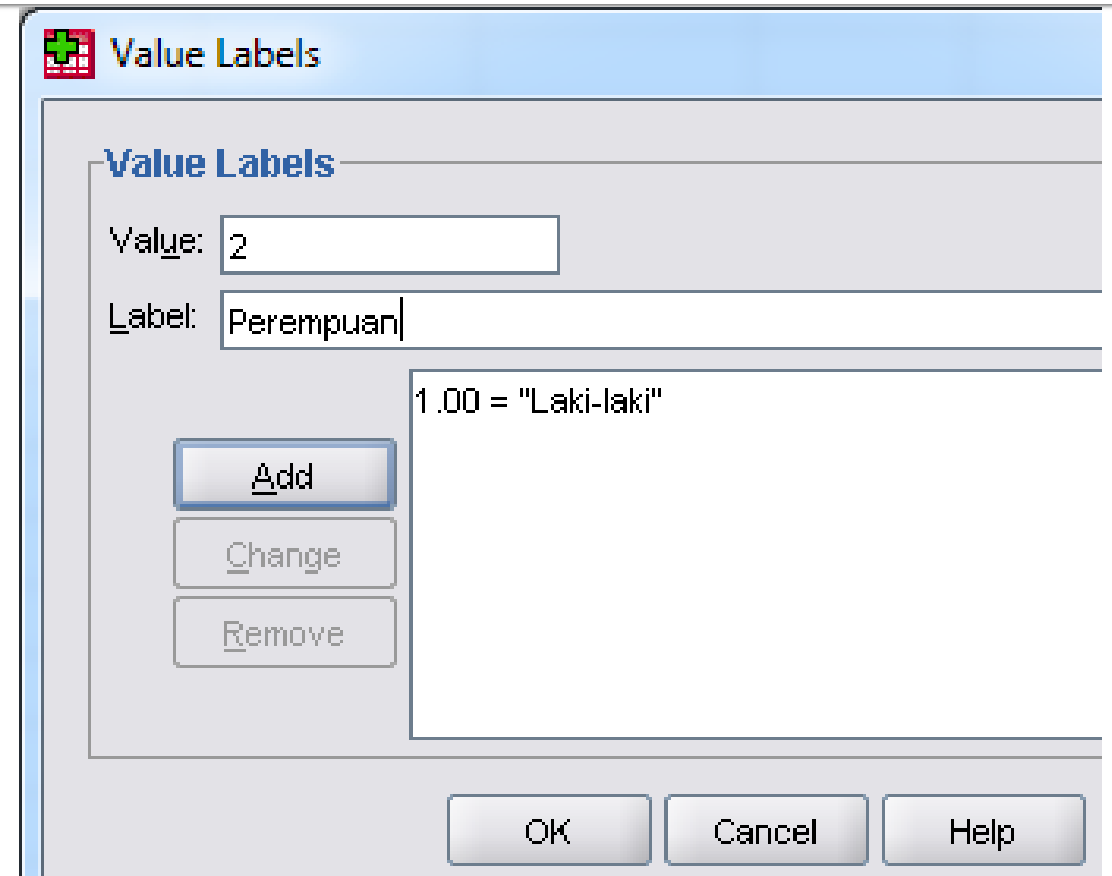 Value Labels
Value Labels
Value: 2
Label: Perempuan
1.00 = "Laki-laki"
Add
Change
Remove
OK Cancel Help